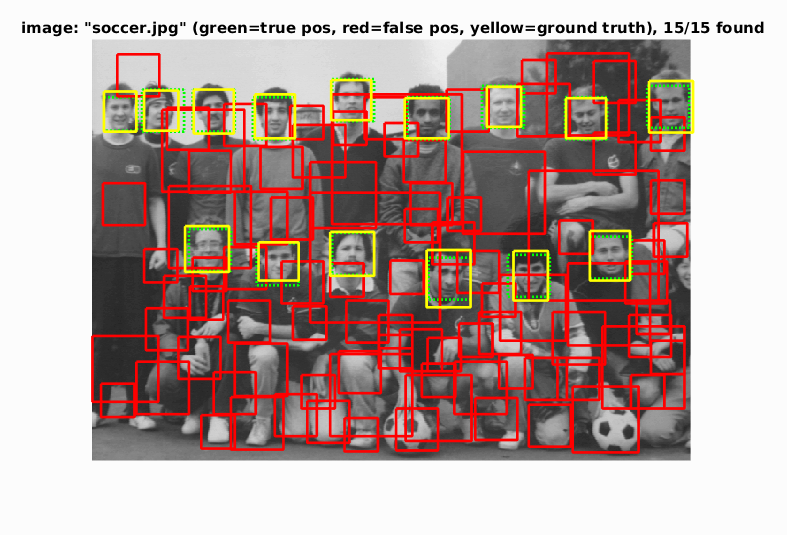 image: "soccer.jpg" (green=true pos, red=false pos, yellow=ground truth), 15/15 found